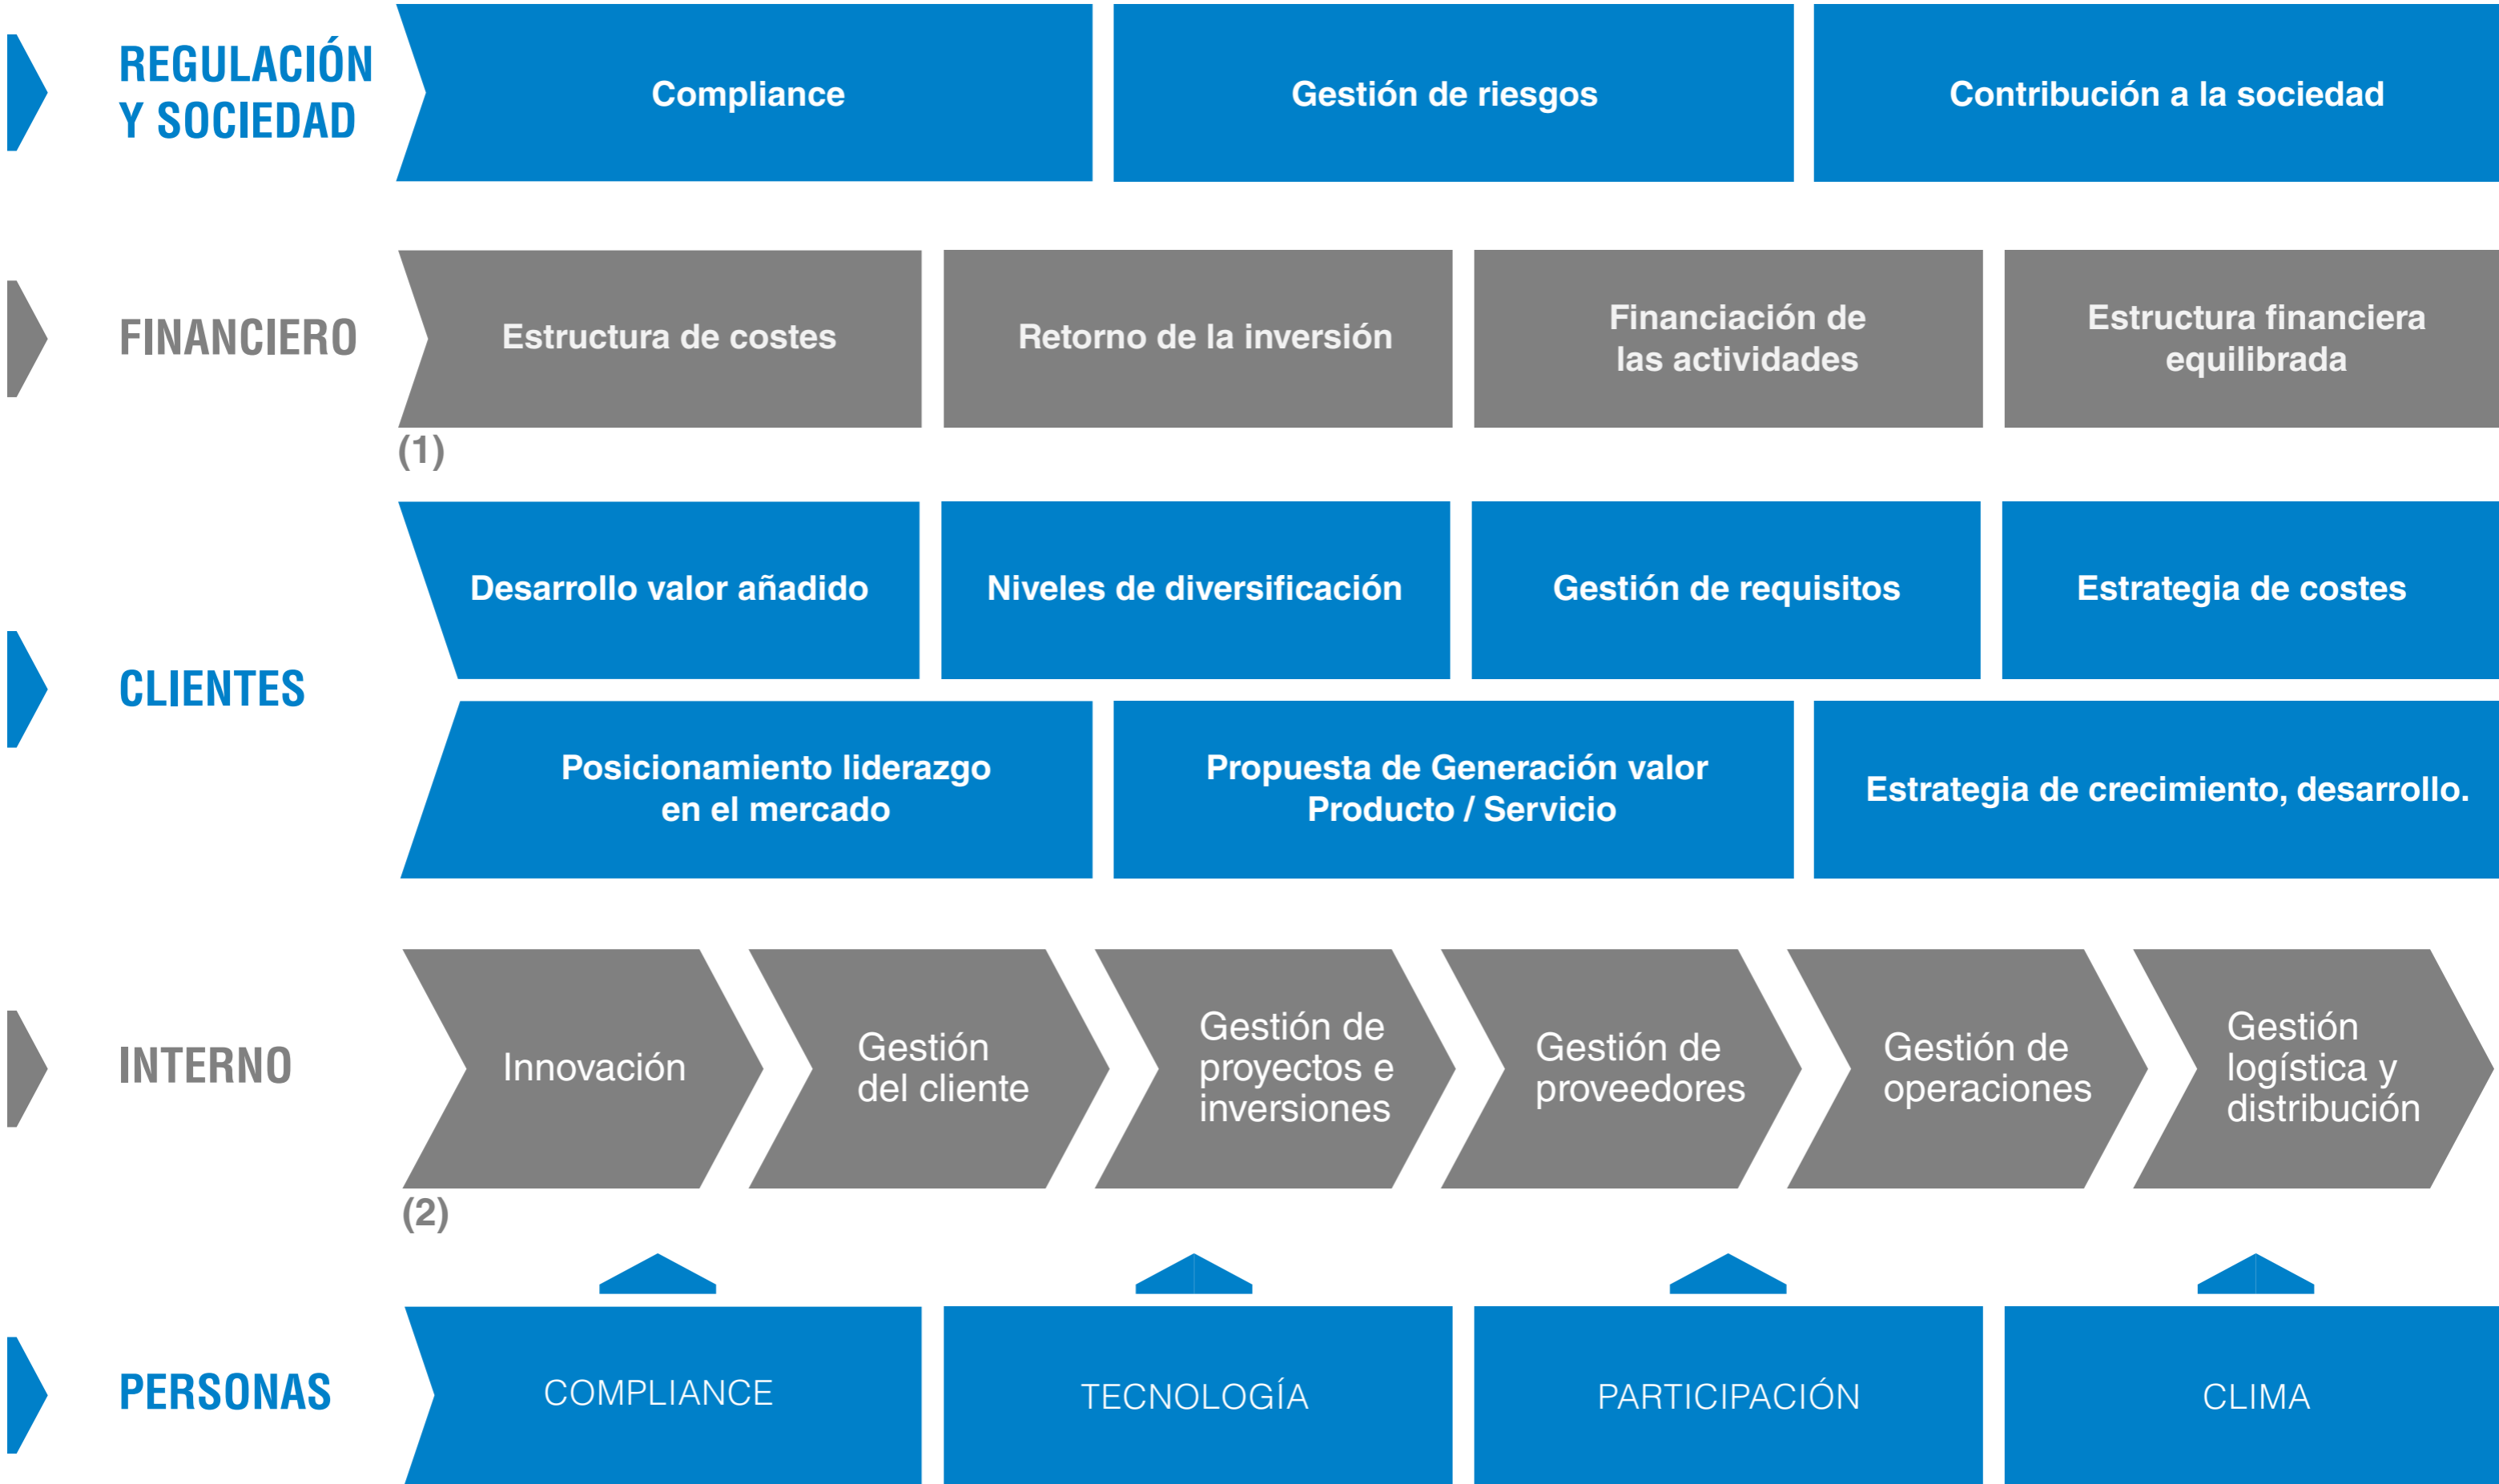 REGULACIÓN
Y SOCIEDAD
Compliance
Gestión de riesgos
Contribución a la sociedad
FINANCIERO
Estructura de costes
Retorno de la inversión
Financiación de
las actividades
Estructura financiera
equilibrada
(1)
CLIENTES
Desarrollo valor añadido
Niveles de diversificación
Gestión de requisitos
Estrategia de costes
Posicionamiento liderazgo
en el mercado
Propuesta de Generación valor
Producto / Servicio
Estrategia de crecimiento, desarrollo.
INTERNO
Innovación
Gestión
del cliente
Gestión de
proyectos e
inversiones
Gestión de
proveedores
Gestión de
operaciones
Gestión
logística y
distribución
(2)
PERSONAS
COMPLIANCE
TECNOLOGÍA
PARTICIPACIÓN
CLIMA